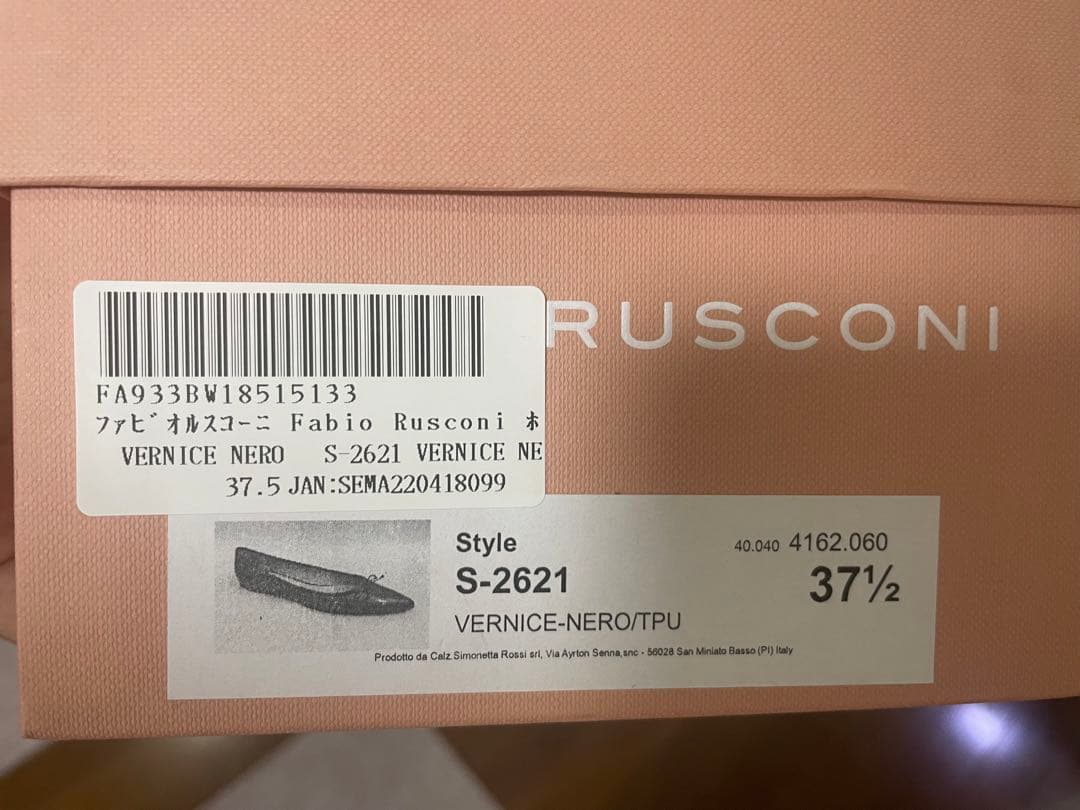 RUSCONI
FA933BW18515133
ﾌｧﾋﾞｵﾙｽｺｰﾆ Fabio Rusconi ホ
VERNICE NERO S-2621 VERNICE NE
37.5 JAN:SEMA220418099
Style
S-2621
VERNICE-NERO/TPU
40.040 4162.060
37½
Prodotto da Calz.Simonetta Rossi srl, Via Ayrton Senna,snc - 56028 San Miniato Basso (PI) Italy